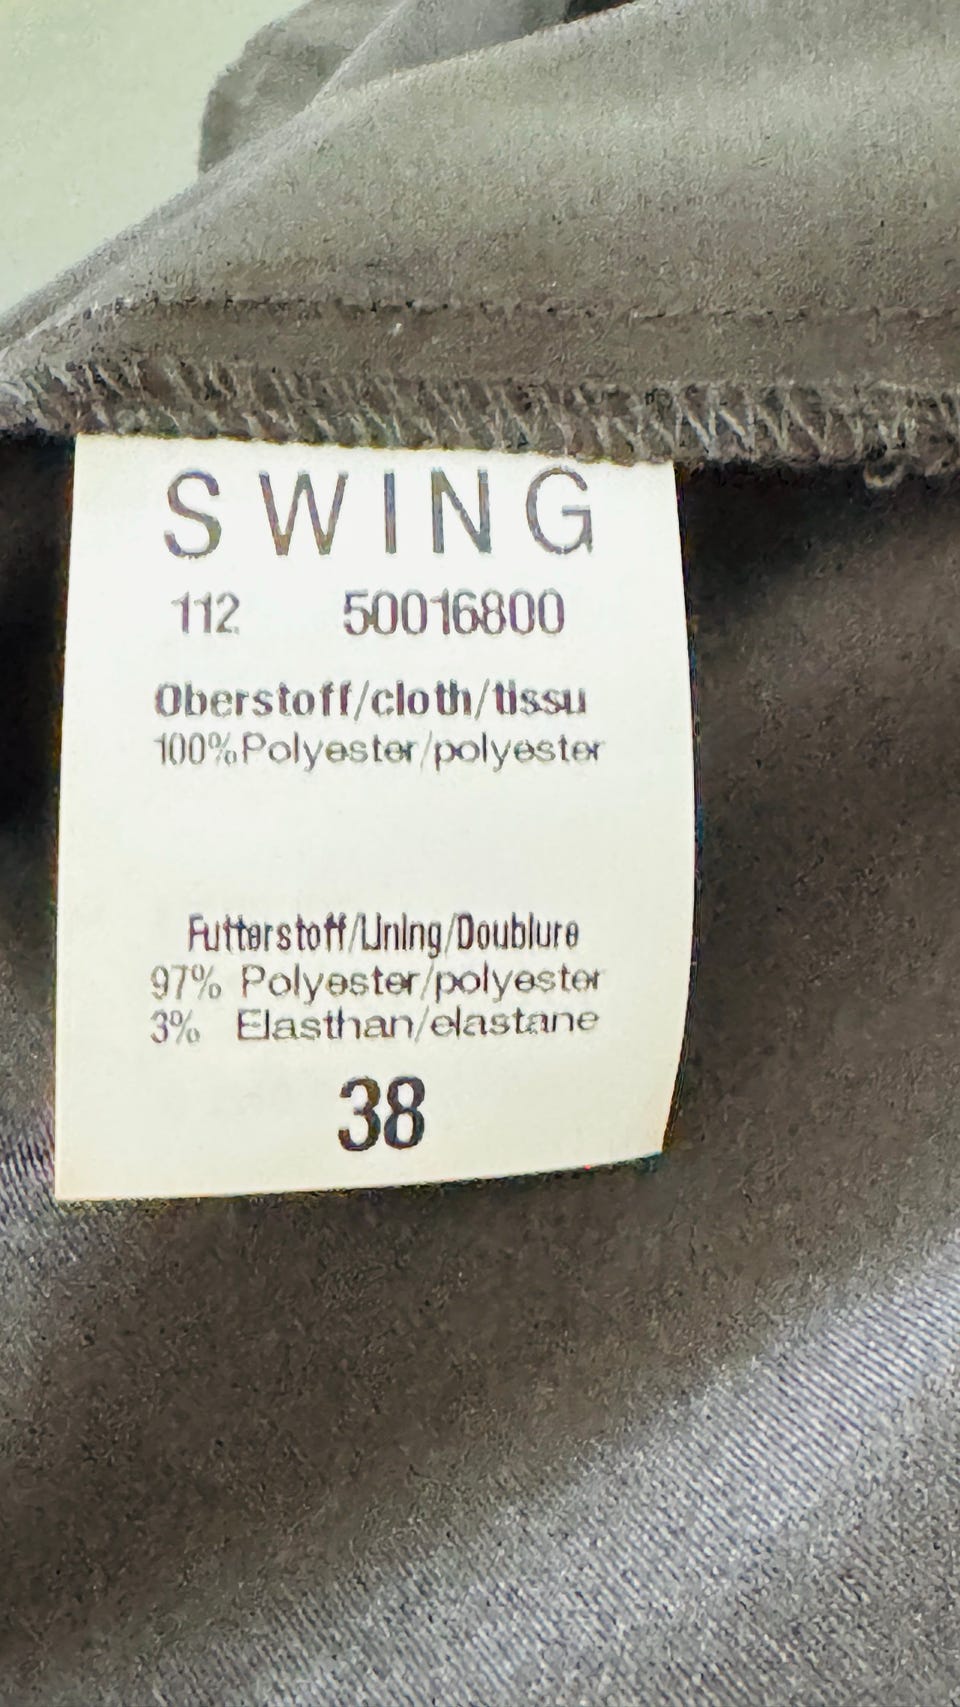 SWING
112 50016800
Oberstoff/cloth/tissu
100%Polyester/polyester
Futterstoff/Lining/Doublure
97% Polyester/polyester
3% Elasthan/elastane
38